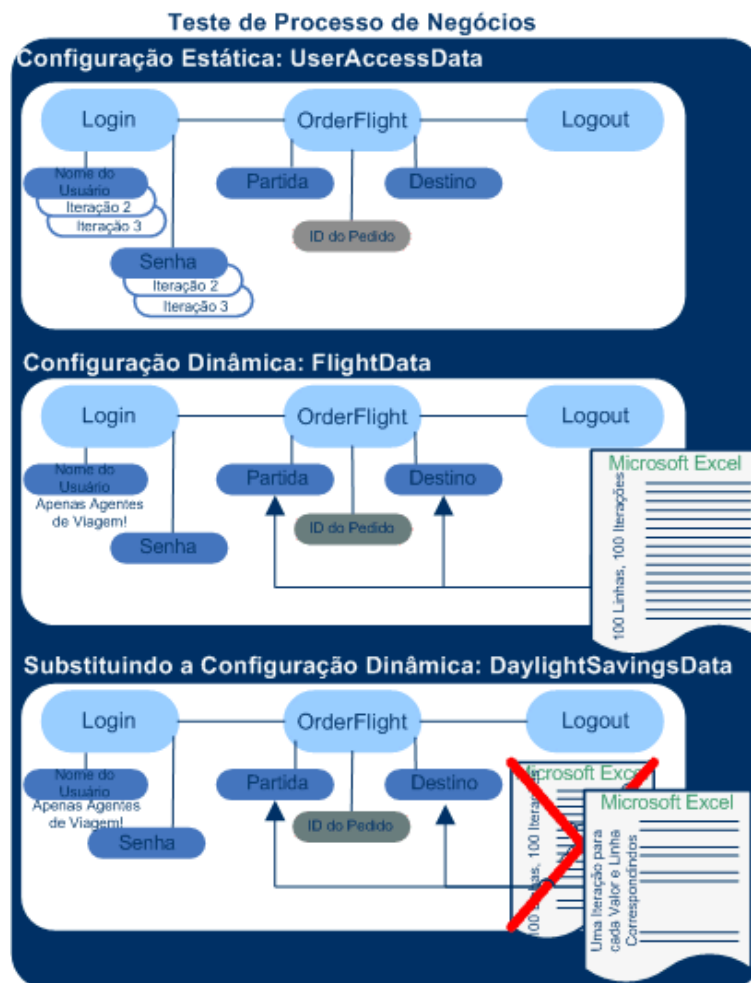 Teste de Processo de Negócios
Configuração Estática: UserAccessData
Login
OrderFlight
Logout
Nome do
Usuário
Iteração 2
Iteração 3
Partida
Destino
ID do Pedido
Senha
Iteração 2
Iteração 3
Configuração Dinâmica: FlightData
Login
OrderFlight
Logout
Nome do
Usuário
Apenas Agentes
de Viagem!
Partida
Destino
ID do Pedido
Senha
Microsoft Excel
100 Linhas, 100 Iterações
Substituindo a Configuração Dinâmica: DaylightSavingsData
Login
OrderFlight
Logout
Nome do
Usuário
Apenas Agentes
de Viagem!
Partida
Destino
ID do Pedido
Senha
Microsoft Excel
100 Linhas, 100 Iterações
Microsoft Excel
Uma Iteração para
cada Valor e Linha
Correspondindos